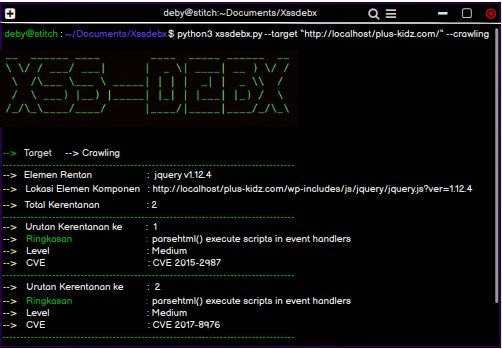 deby@stitch:~Documents/Xssdebx
deby@stitch : ~/Documents/Xssdebx$ python3 xssdebx.py --target "http://localhost/plus-kidz.com/" --crawling
XSS-DEBX
--> Target --> Crawling
--> Elemen Rentan : jquery v1.12.4
--> Lokasi Elemen Komponen : http://localhost/plus-kidz.com/wp-includes/js/jquery/jquery.js?ver=1.12.4
--> Total Kerentanan : 2
--> Urutan Kerentanan ke : 1
--> Ringkasan : parsehtml() execute scripts in event handlers
--> Level : Medium
--> CVE : CVE 2015-2987
--> Urutan Kerentanan ke : 2
--> Ringkasan : parsehtml() execute scripts in event handlers
--> Level : Medium
--> CVE : CVE 2017-8976